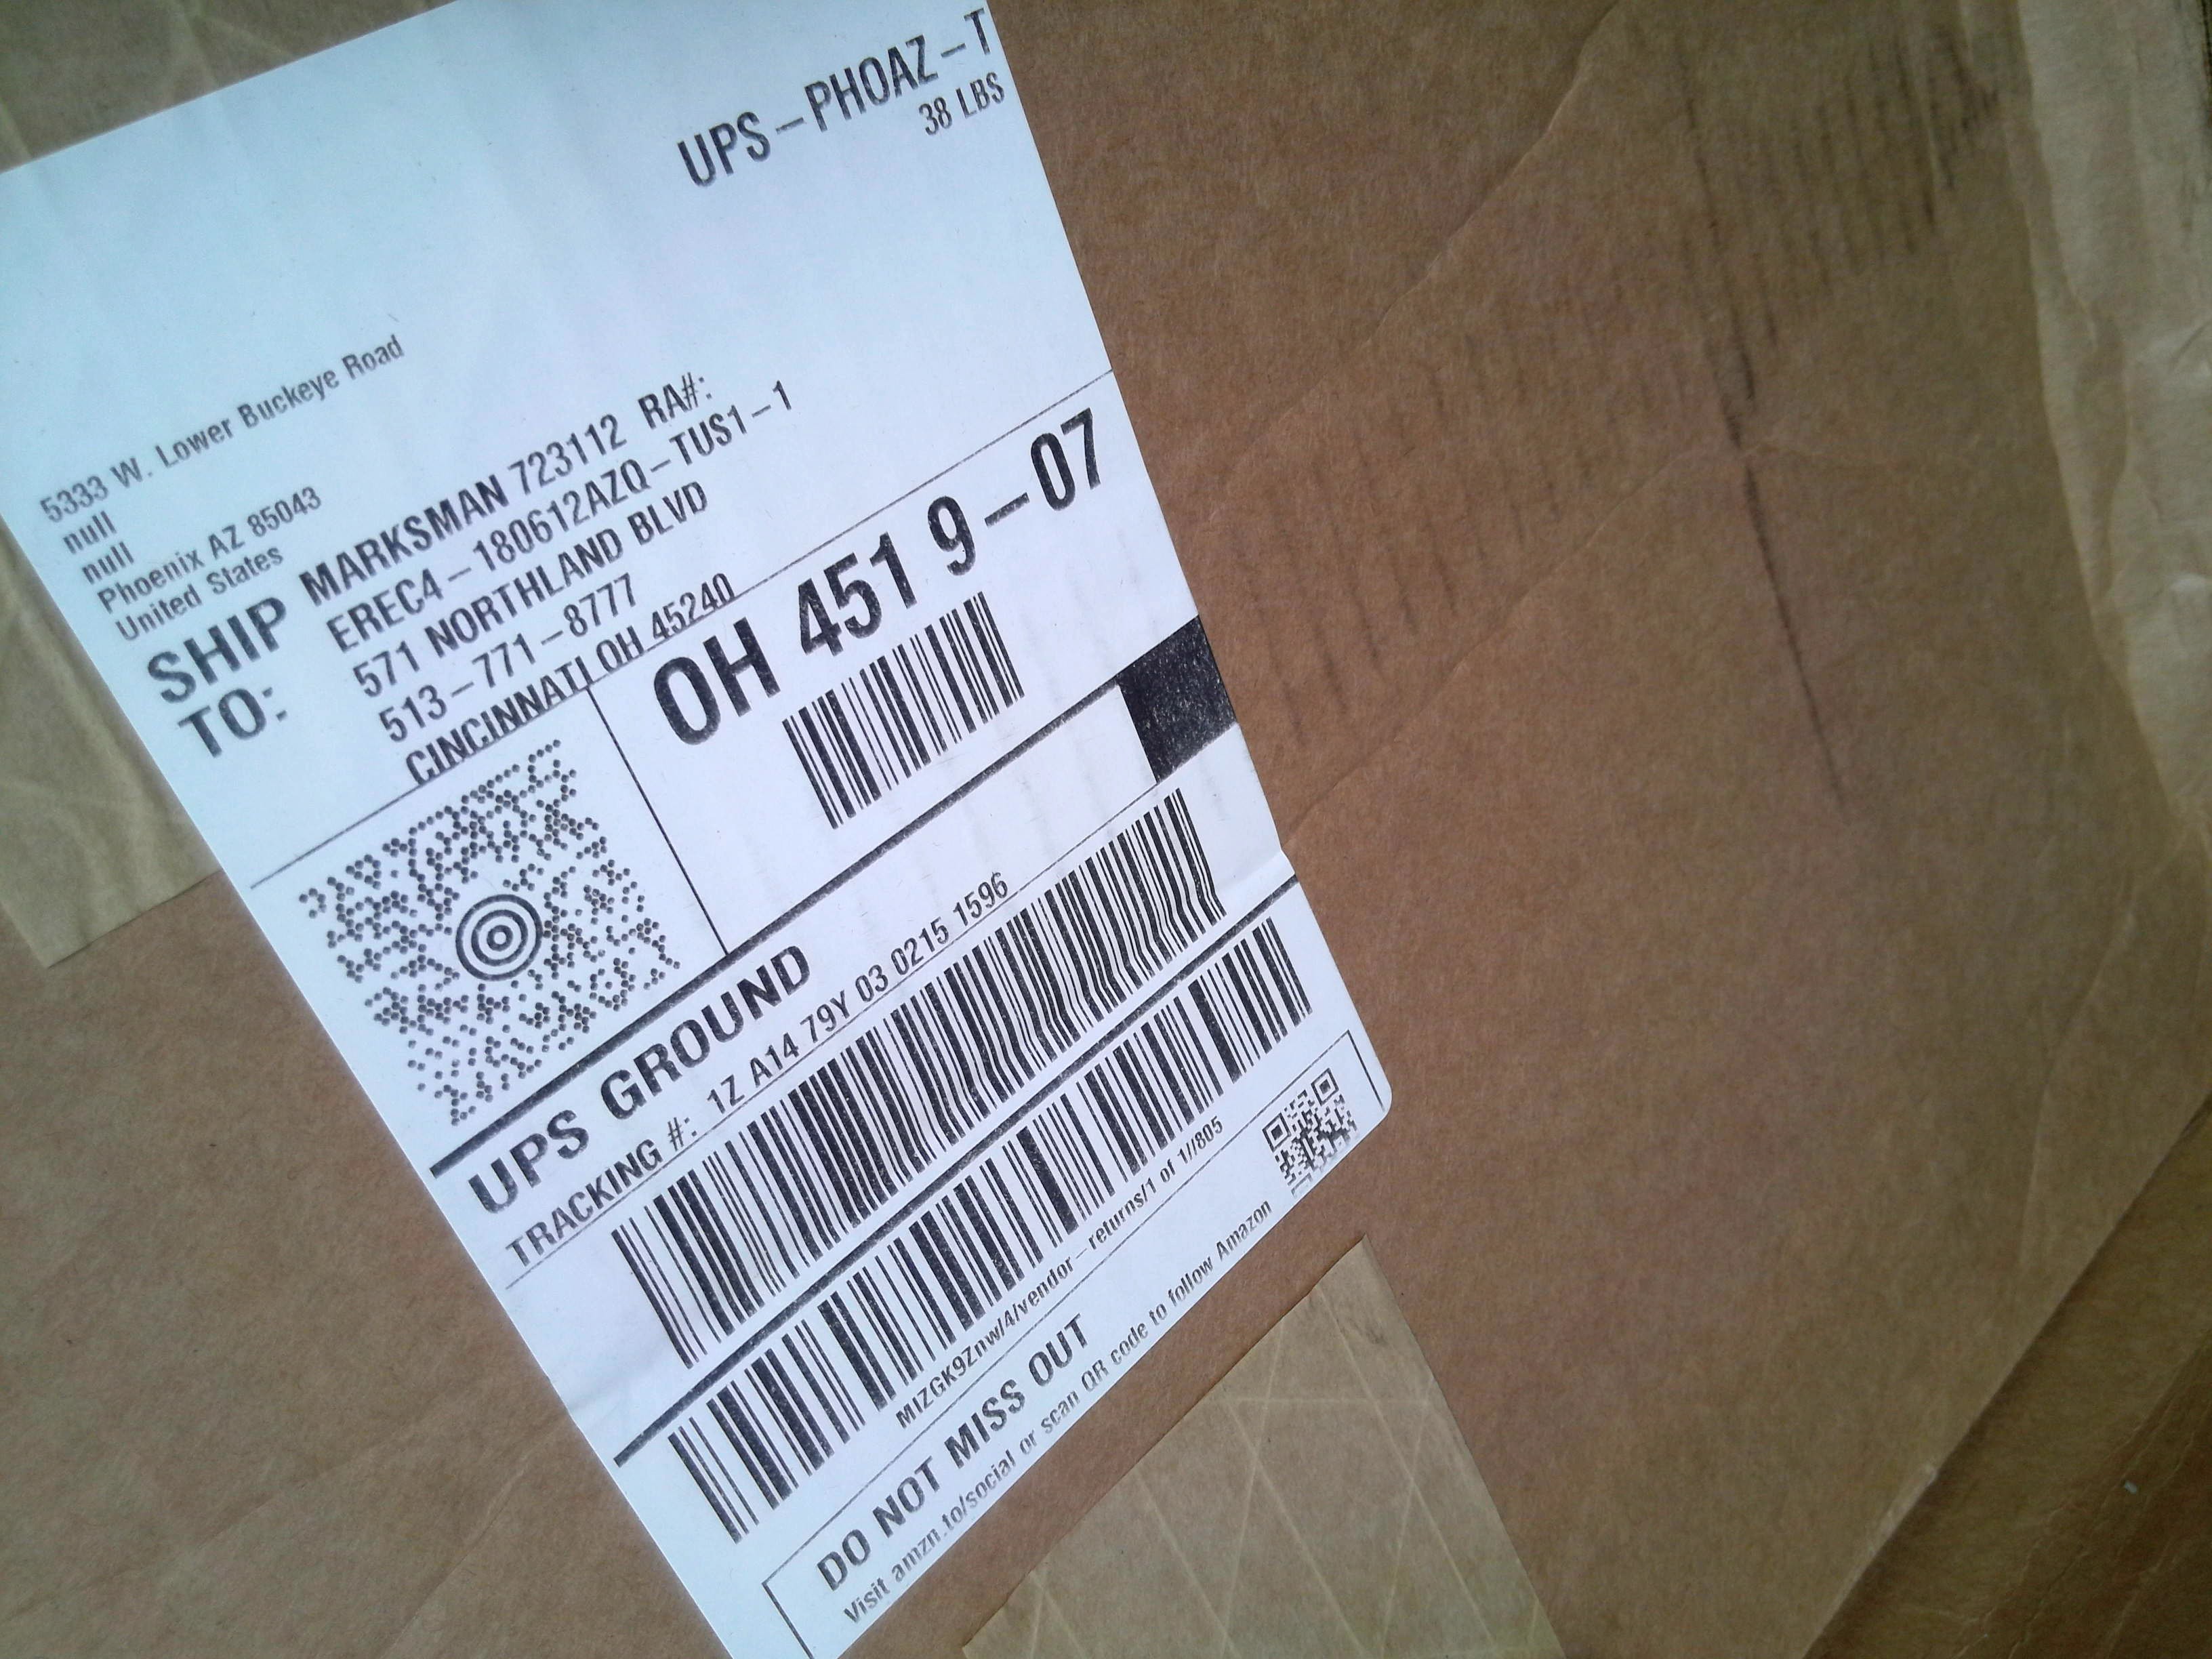 UPS-PHOAZ-T
38 LBS
5333 W. Lower Buckeye Road
null
null
Phoenix AZ 85043
United States
SHIP TO:
MARKSMAN 723112 RA#:
EREC4-180612AZQ-TUS1-1
571 NORTHLAND BLVD
513-771-8777
CINCINNATI OH 45240
OH 451 9-07
UPS GROUND
TRACKING #: 1Z A14 79Y 03 0215 1596
MIZGK9Znw/4/vendor-returns/1 of 1//805
DO NOT MISS OUT
Visit amzn.to/social or scan QR code to follow Amazon